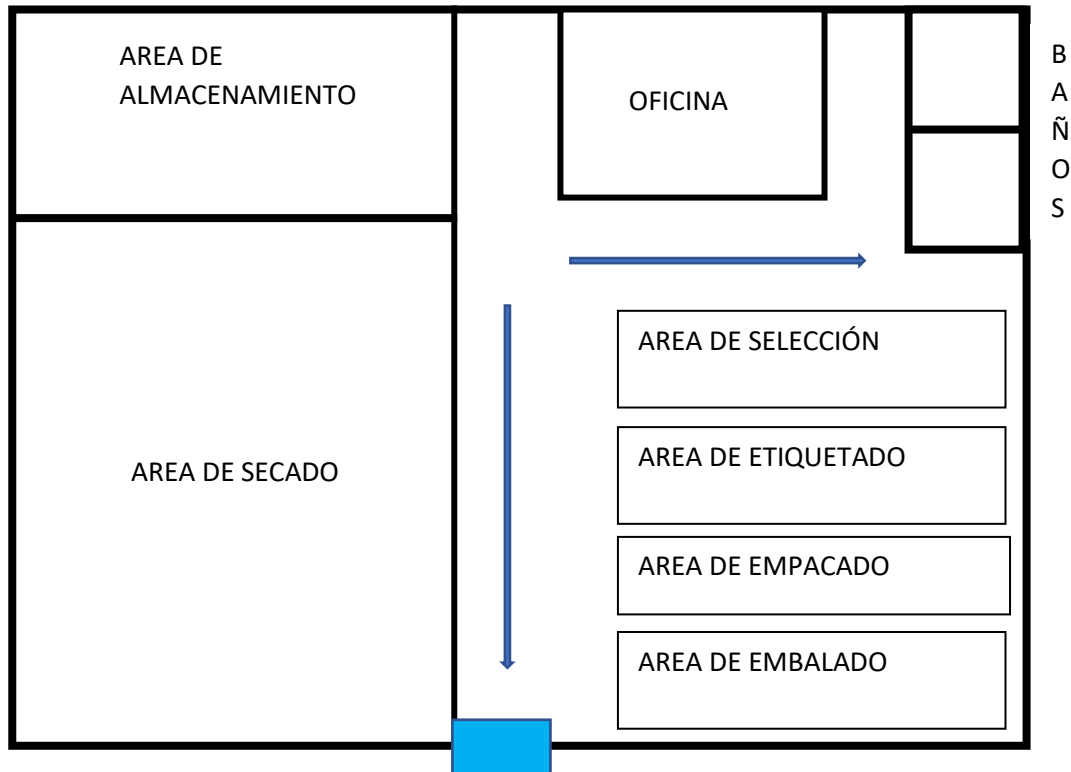 AREA DE
ALMACENAMIENTO
OFICINA
B
A
Ñ
O
S
AREA DE SELECCIÓN
AREA DE ETIQUETADO
AREA DE SECADO
AREA DE EMPACADO
AREA DE EMBALADO